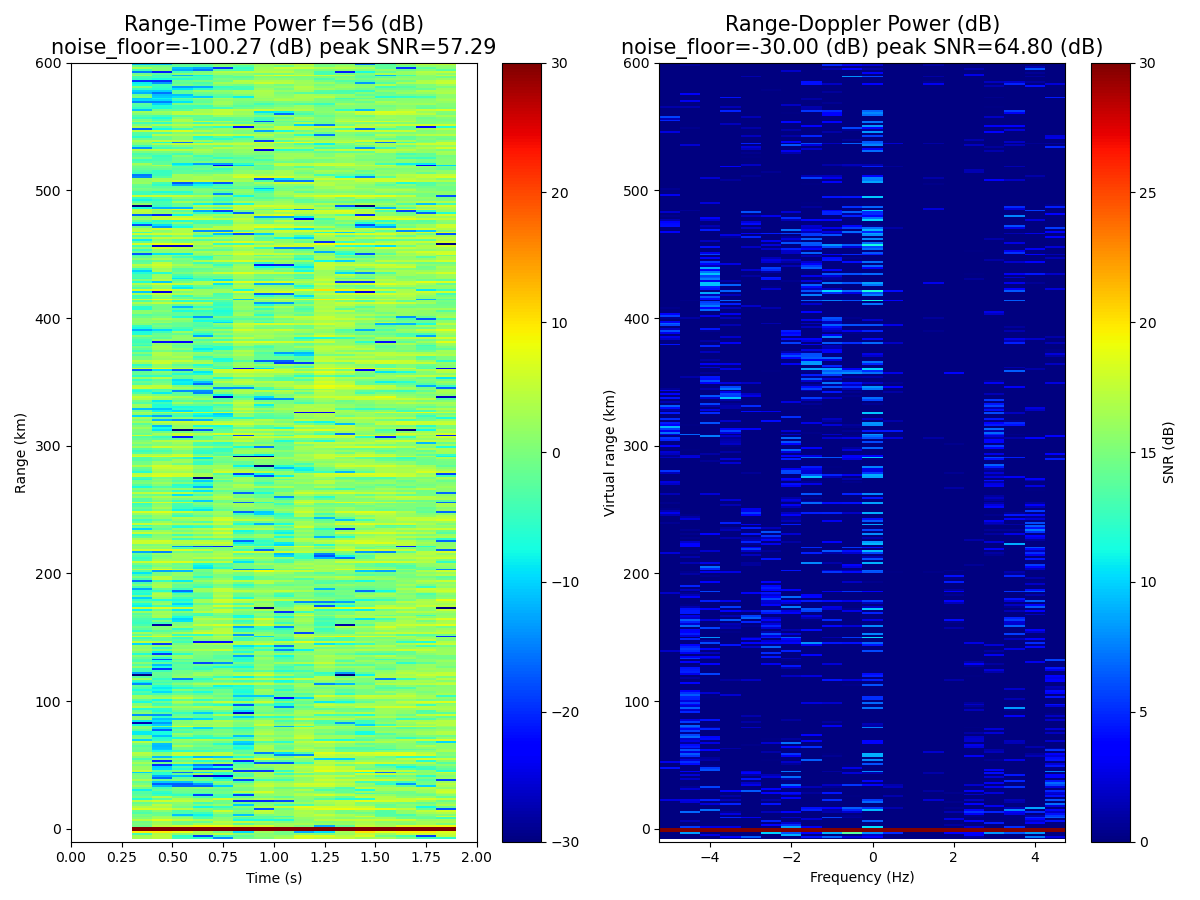 Range-Time Power f=56 (dB)
noise_floor=-100.27 (dB) peak SNR=57.29
600
500
400
300
200
100
0
Range (km)
0.00 0.25 0.50 0.75 1.00 1.25 1.50 1.75 2.00
Time (s)
30
20
10
0
−10
−20
−30
Range-Doppler Power (dB)
noise_floor=-30.00 (dB) peak SNR=64.80 (dB)
600
500
400
300
200
100
0
Virtual range (km)
−4 −2 0 2 4
Frequency (Hz)
30
25
20
15
10
5
0
SNR (dB)